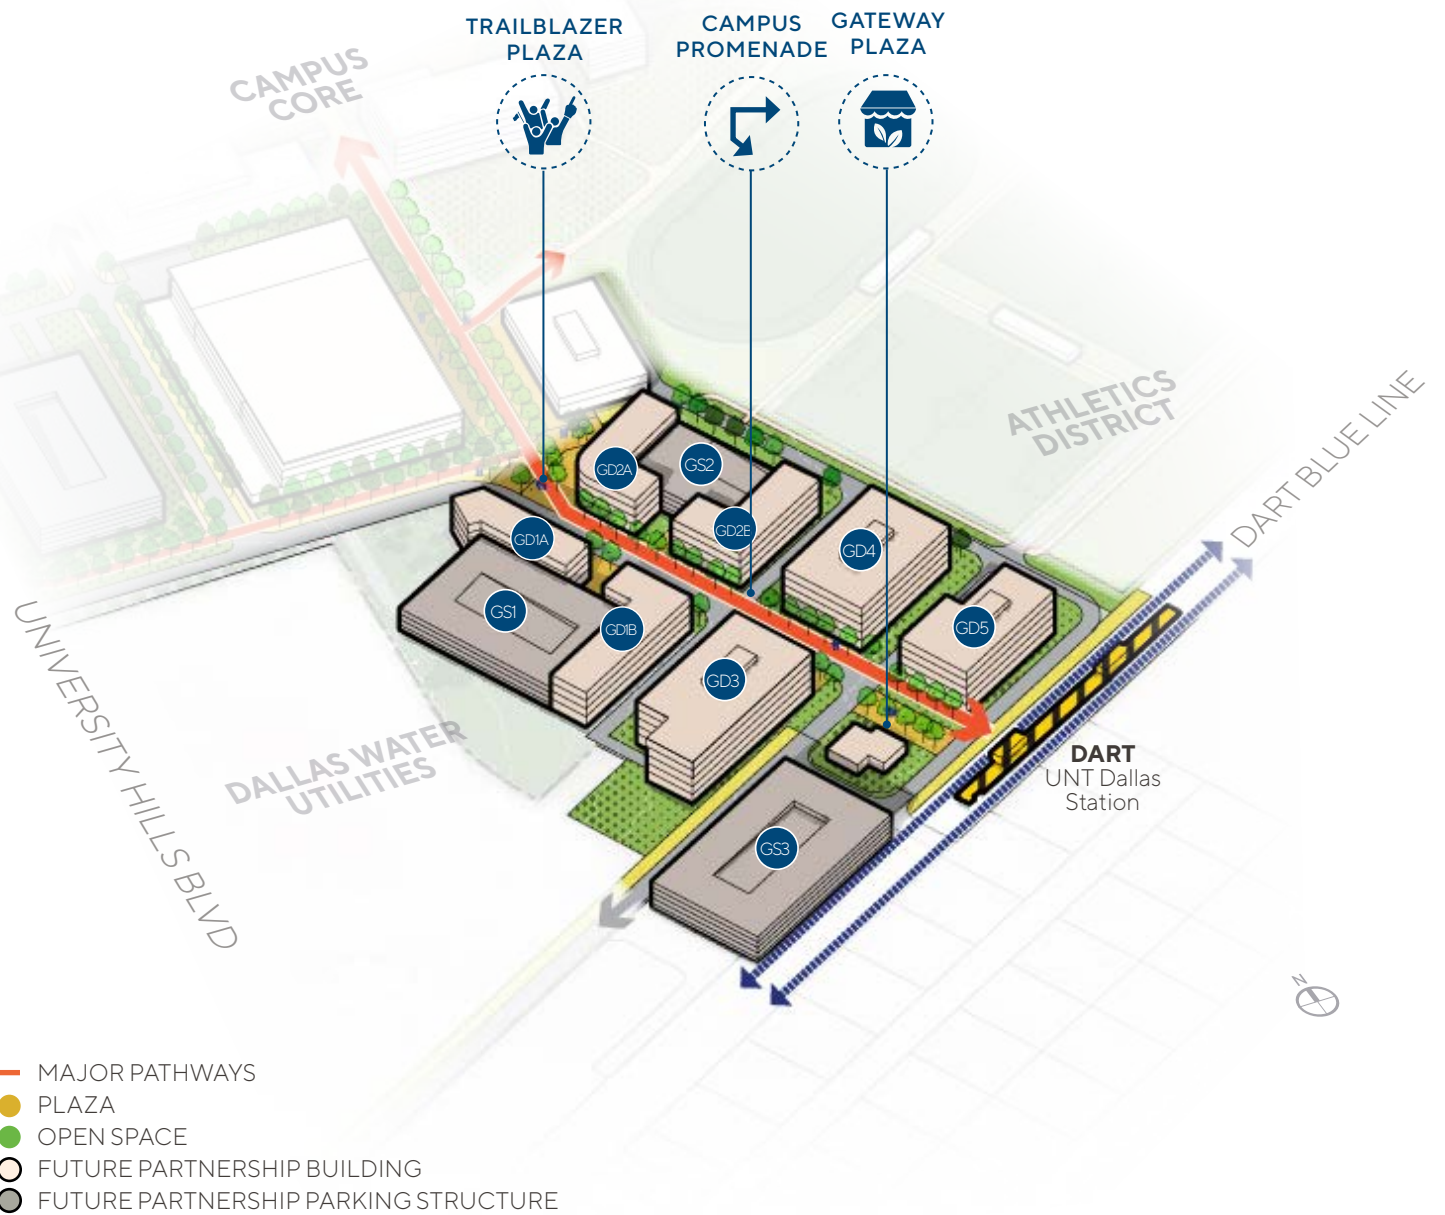 TRAILBLAZER
PLAZA
CAMPUS
PROMENADE
GATEWAY
PLAZA
CAMPUS
CORE
ATHLETICS
DISTRICT
DART BLUE LINE
GD2A
GS2
GD2B
GD1A
GD4
GS1
GD1B
GD5
GD3
UNIVERSITY HILLS BLVD
DALLAS WATER
UTILITIES
DART
UNT Dallas
Station
GS3
N
MAJOR PATHWAYS
PLAZA
OPEN SPACE
FUTURE PARTNERSHIP BUILDING
FUTURE PARTNERSHIP PARKING STRUCTURE